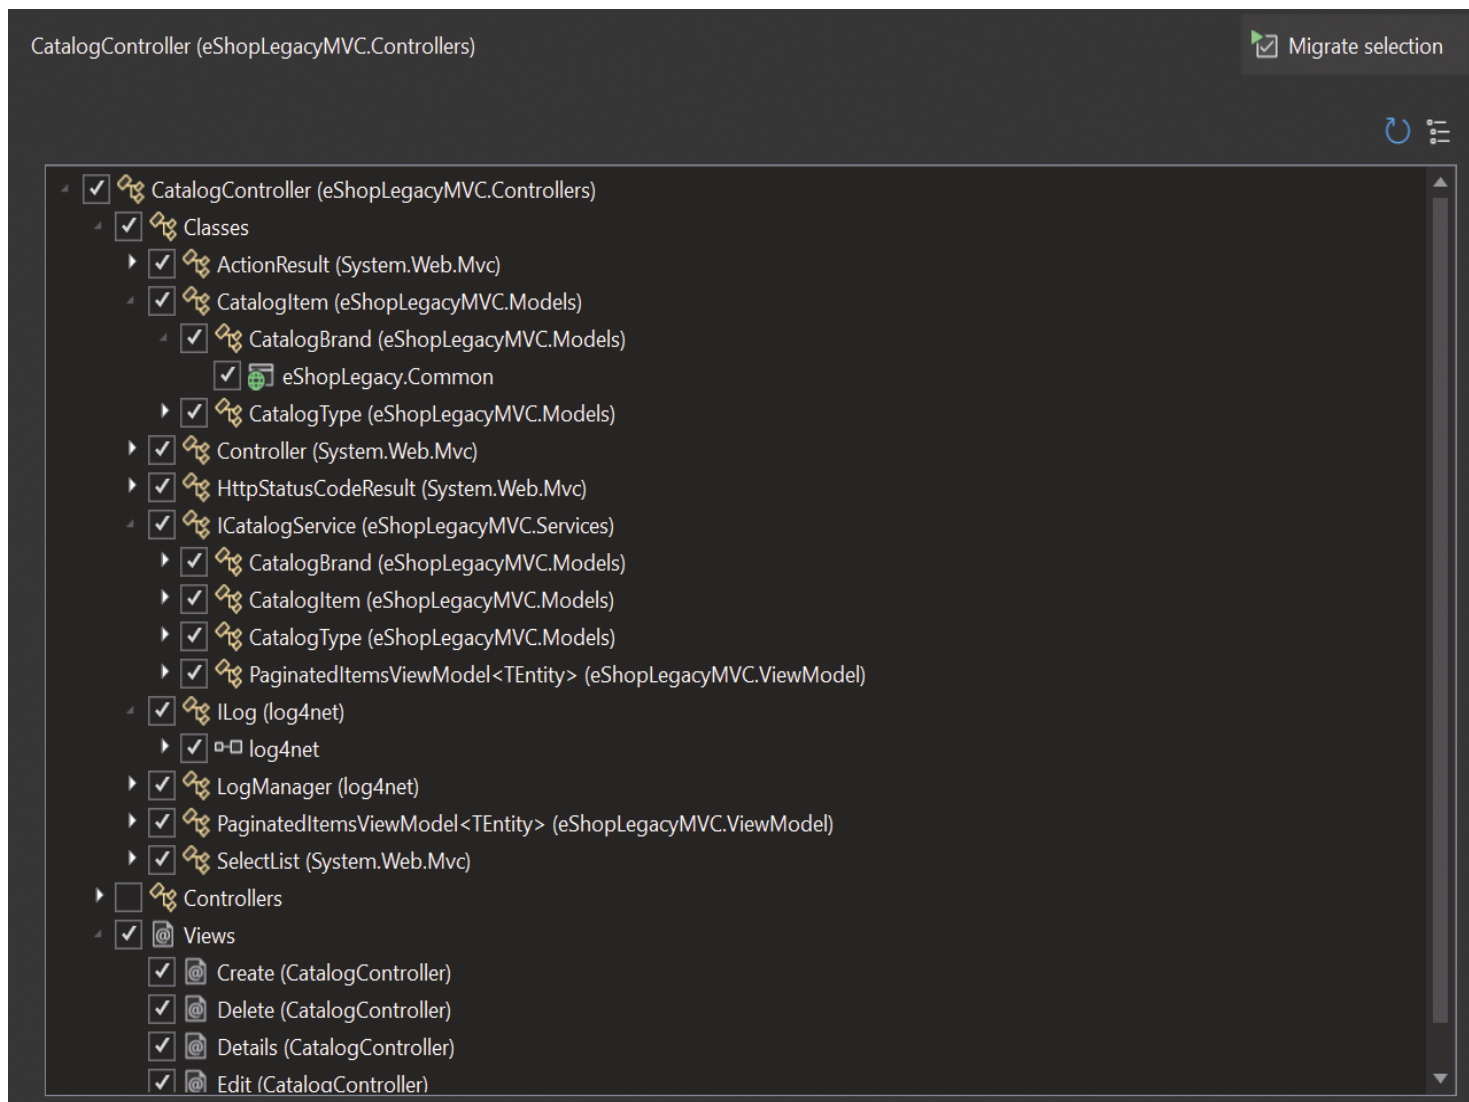 CatalogController (eShopLegacyMVC.Controllers)
Migrate selection
CatalogController (eShopLegacyMVC.Controllers)
Classes
ActionResult (System.Web.Mvc)
CatalogItem (eShopLegacyMVC.Models)
CatalogBrand (eShopLegacyMVC.Models)
eShopLegacy.Common
CatalogType (eShopLegacyMVC.Models)
Controller (System.Web.Mvc)
HttpStatusCodeResult (System.Web.Mvc)
ICatalogService (eShopLegacyMVC.Services)
CatalogBrand (eShopLegacyMVC.Models)
CatalogItem (eShopLegacyMVC.Models)
CatalogType (eShopLegacyMVC.Models)
PaginatedItemsViewModel<TEntity> (eShopLegacyMVC.ViewModel)
ILog (log4net)
log4net
LogManager (log4net)
PaginatedItemsViewModel<TEntity> (eShopLegacyMVC.ViewModel)
SelectList (System.Web.Mvc)
Controllers
Views
Create (CatalogController)
Delete (CatalogController)
Details (CatalogController)
Edit (CatalogController)